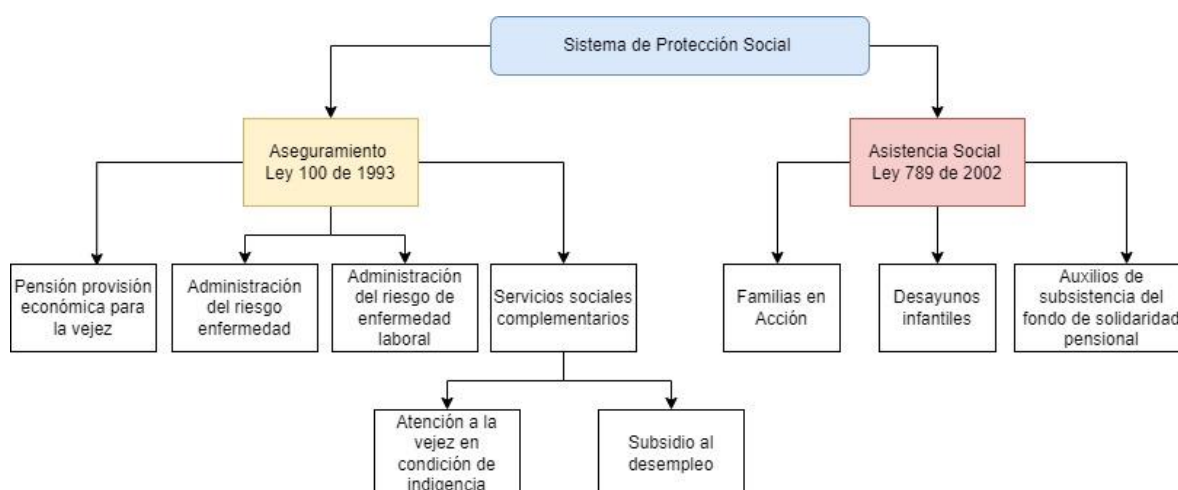 Sistema de Protección Social
Aseguramiento
Ley 100 de 1993
Asistencia Social
Ley 789 de 2002
Pensión provisión
económica para
la vejez
Administración
del riesgo
enfermedad
Administración
del riesgo de
enfermedad
laboral
Servicios sociales
complementarios
Familias en
Acción
Desayunos
infantiles
Auxilios de
subsistencia del
fondo de solidaridad
pensional
Atención a la
vejez en
condición de
indigencia
Subsidio al
desempleo